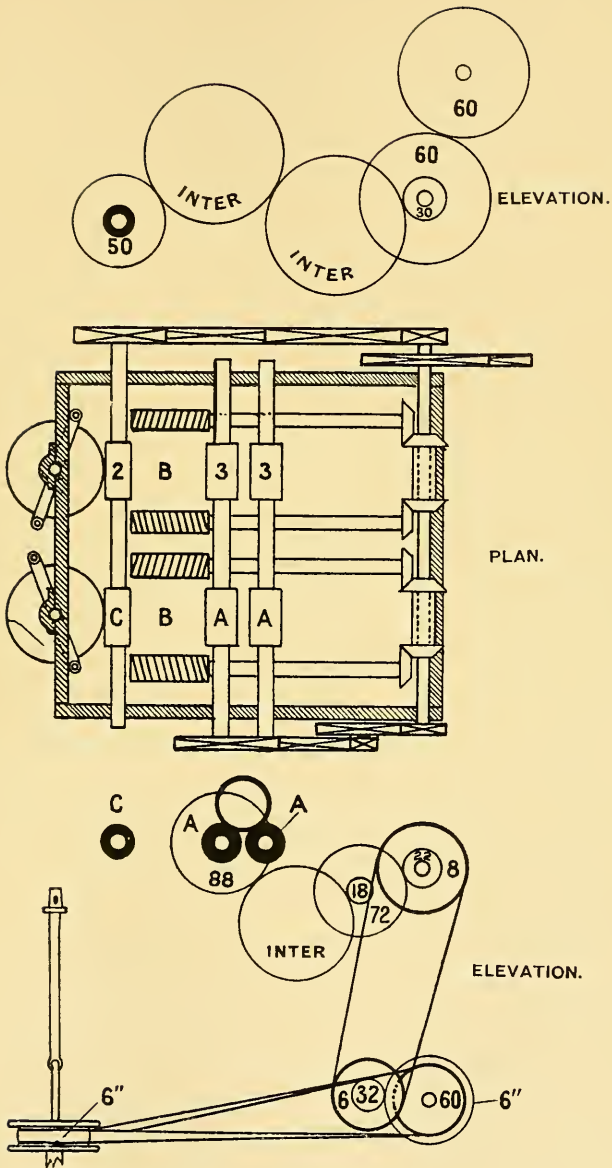 60
60
INTER
30
ELEVATION.
50
INTER
2 B 3 3
PLAN.
C B A A
C
A
A
22
8
88
18
72
INTER
ELEVATION.
6"
6
32
60
6"